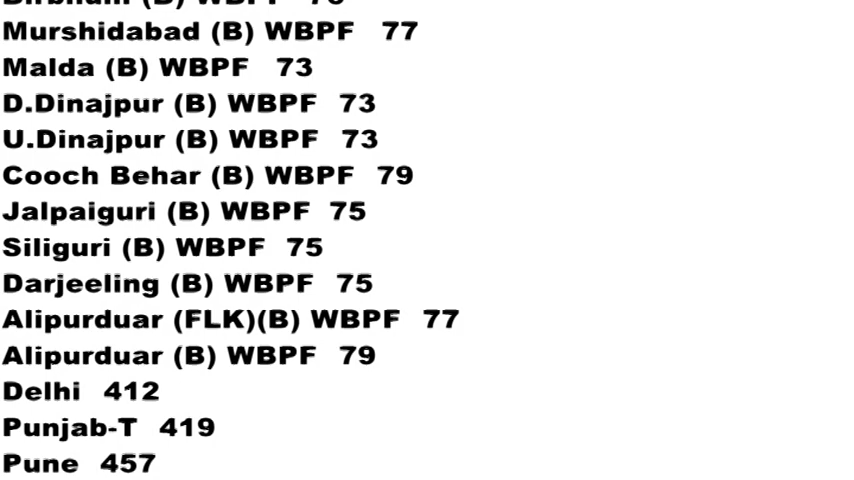 Birbhum (B) WBPF
Murshidabad (B) WBPF 77
Malda (B) WBPF 73
D.Dinajpur (B) WBPF 73
U.Dinajpur (B) WBPF 73
Cooch Behar (B) WBPF 79
Jalpaiguri (B) WBPF 75
Siliguri (B) WBPF 75
Darjeeling (B) WBPF 75
Alipurduar (FLK)(B) WBPF 77
Alipurduar (B) WBPF 79
Delhi 412
Punjab-T 419
Pune 457